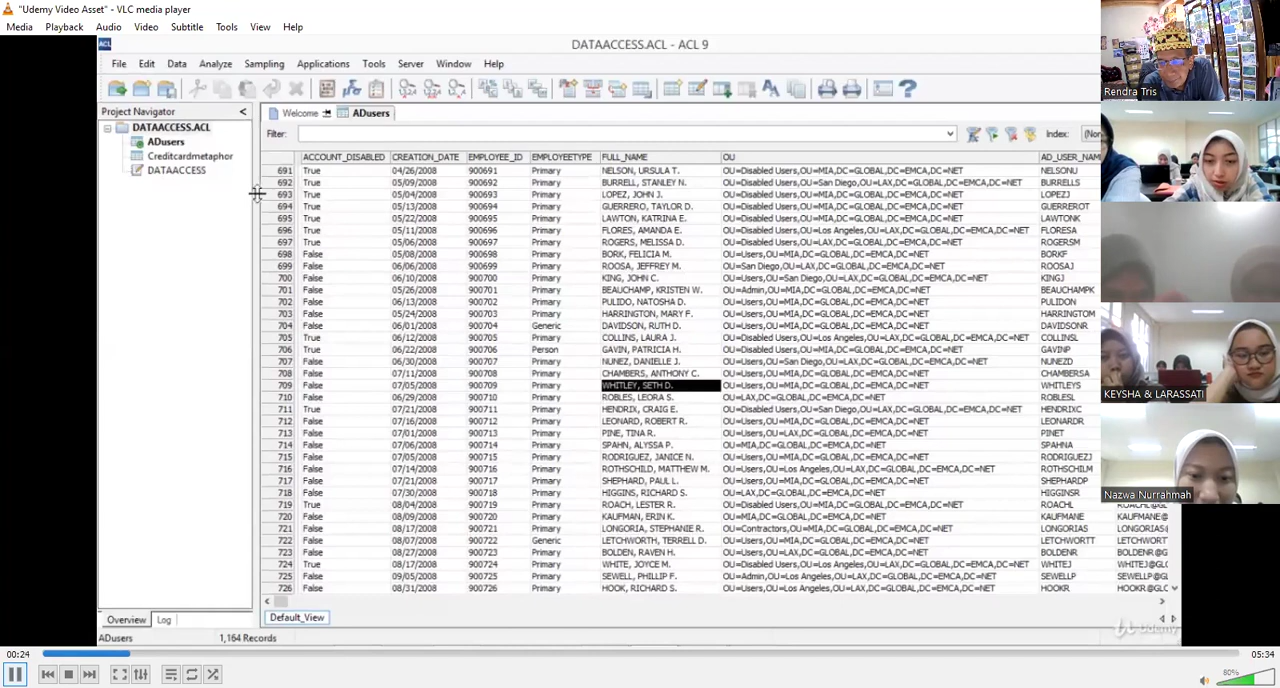 "Udemy Video Asset" - VLC media player
Media Playback Audio Video Subtitle Tools View Help
DATAACCESS.ACL - ACL 9
File Edit Data Analyze Sampling Applications Tools Server Window Help
Project Navigator <
DATAACCESS.ACL
ADusers
Creditcardmetaphor
DATAACCESS
Welcome ADusers
Filter: Index: (Non
ACCOUNT_DISABLED CREATION_DATE EMPLOYEE_ID EMPLOYEETYPE FULL_NAME OU AD_USER_NAM
691 True 04/26/2008 900691 Primary NELSON, URSULA T. OU=Disabled Users,OU=MIA,DC=GLOBAL,DC=EMCA,DC=NET NELSONU
692 True 05/09/2008 900692 Primary BURRELL, STANLEY N. OU=Disabled Users,OU=San Diego,OU=LAX,DC=GLOBAL,DC=EMCA,DC=NET BURRELLS
693 True 05/04/2008 900693 Primary LOPEZ, JOHN J. OU=Disabled Users,OU=MIA,DC=GLOBAL,DC=EMCA,DC=NET LOPEZJ
694 True 05/13/2008 900694 Primary GUERRERO, TAYLOR D. OU=Disabled Users,OU=MIA,DC=GLOBAL,DC=EMCA,DC=NET GUERREROT
695 True 05/22/2008 900695 Primary LAWTON, KATRINA E. OU=Disabled Users,OU=MIA,DC=GLOBAL,DC=EMCA,DC=NET LAWTONK
696 True 05/11/2008 900696 Primary FLORES, AMANDA E. OU=Disabled Users,OU=Los Angeles,OU=LAX,DC=GLOBAL,DC=EMCA,DC=NET FLORESA
697 True 05/06/2008 900697 Primary ROGERS, MELISSA D. OU=Disabled Users,OU=MIA,DC=GLOBAL,DC=EMCA,DC=NET ROGERSM
698 False 05/08/2008 900698 Primary BORK, FELICIA M. OU=Users,OU=MIA,DC=GLOBAL,DC=EMCA,DC=NET BORKF
699 False 06/06/2008 900699 Primary ROOSA, JEFFREY M. OU=San Diego,OU=LAX,DC=GLOBAL,DC=EMCA,DC=NET ROOSAJ
700 False 06/10/2008 900700 Primary KING, JOHN C. OU=Users,OU=San Diego,OU=LAX,DC=GLOBAL,DC=EMCA,DC=NET KINGJ
701 False 05/26/2008 900701 Primary BEAUCHAMP, KRISTEN W. OU=Admin,OU=MIA,DC=GLOBAL,DC=EMCA,DC=NET BEAUCHAMPK
702 False 06/13/2008 900702 Primary PULIDO, NATOSHA D. OU=Users,OU=MIA,DC=GLOBAL,DC=EMCA,DC=NET PULIDON
703 False 05/24/2008 900703 Primary HARRINGTON, MARY F. OU=Users,OU=MIA,DC=GLOBAL,DC=EMCA,DC=NET HARRINGTOM
704 False 06/01/2008 900704 Generic DAVIDSON, RUTH D. OU=Users,OU=MIA,DC=GLOBAL,DC=EMCA,DC=NET DAVIDSONR
705 True 06/12/2008 900705 Primary COLLINS, LAURA J. OU=Disabled Users,OU=Los Angeles,OU=LAX,DC=GLOBAL,DC=EMCA,DC=NET COLLINSL
706 True 06/22/2008 900706 Person GAVIN, PATRICIA H. OU=Disabled Users,OU=MIA,DC=GLOBAL,DC=EMCA,DC=NET GAVINP
707 False 06/30/2008 900707 Primary NUNEZ, DANIELLE J. OU=Users,OU=San Diego,OU=LAX,DC=GLOBAL,DC=EMCA,DC=NET NUNEZD
708 False 07/11/2008 900708 Primary CHAMBERS, ANTHONY C. OU=Users,OU=MIA,DC=GLOBAL,DC=EMCA,DC=NET CHAMBERSA
709 False 07/05/2008 900709 Primary WHITLEY, SETH D. OU=Users,OU=MIA,DC=GLOBAL,DC=EMCA,DC=NET WHITLEYS
710 False 06/29/2008 900710 Primary ROBLES, LEORA S. OU=LAX,DC=GLOBAL,DC=EMCA,DC=NET ROBLESL
711 True 07/21/2008 900711 Primary HENDRIX, CRAIG E. OU=Disabled Users,OU=San Diego,OU=LAX,DC=GLOBAL,DC=EMCA,DC=NET HENDRIXC
712 False 07/16/2008 900712 Primary LEONARD, ROBERT R. OU=Users,OU=MIA,DC=GLOBAL,DC=EMCA,DC=NET LEONARDR
713 False 07/01/2008 900713 Primary PINE, TINA R. OU=Users,OU=LAX,DC=GLOBAL,DC=EMCA,DC=NET PINET
714 False 07/06/2008 900714 Primary SPAHN, ALYSSA P. OU=MIA,DC=GLOBAL,DC=EMCA,DC=NET SPAHNA
715 False 07/05/2008 900715 Primary RODRIGUEZ, JANICE N. OU=Users,OU=MIA,DC=GLOBAL,DC=EMCA,DC=NET RODRIGUEZJ
716 False 07/14/2008 900716 Primary ROTHSCHILD, MATTHEW M. OU=Users,OU=Los Angeles,OU=LAX,DC=GLOBAL,DC=EMCA,DC=NET ROTHSCHILM
717 False 07/21/2008 900717 Primary SHEPHARD, PAUL L. OU=Users,OU=MIA,DC=GLOBAL,DC=EMCA,DC=NET SHEPHARDP
718 False 07/30/2008 900718 Primary HIGGINS, RICHARD S. OU=LAX,DC=GLOBAL,DC=EMCA,DC=NET HIGGINSR
719 True 08/04/2008 900719 Primary ROACH, LESTER R. OU=Disabled Users,OU=MIA,DC=GLOBAL,DC=EMCA,DC=NET ROACHL
720 False 08/09/2008 900720 Primary KAUFMAN, ERIN K. OU=MIA,DC=GLOBAL,DC=EMCA,DC=NET KAUFMANE KAUFMANE@
721 False 08/17/2008 900721 Primary LONGORIA, STEPHANIE R. OU=Contractors,OU=MIA,DC=GLOBAL,DC=EMCA,DC=NET LONGORIAS LONGORIAS@
722 False 08/07/2008 900722 Generic LETCHWORTH, TERRELL D. OU=Users,OU=MIA,DC=GLOBAL,DC=EMCA,DC=NET LETCHWORTT LETCHWORT
723 False 08/27/2008 900723 Primary BOLDEN, RAVEN H. OU=Users,OU=LAX,DC=GLOBAL,DC=EMCA,DC=NET BOLDENR BOLDENR@G
724 True 08/17/2008 900724 Primary WHITE, JOYCE M. OU=Disabled Users,OU=Los Angeles,OU=LAX,DC=GLOBAL,DC=EMCA,DC=NET WHITEJ WHITEJ@GLC
725 False 09/05/2008 900725 Primary SEWELL, PHILLIP F. OU=Admin,OU=Los Angeles,OU=LAX,DC=GLOBAL,DC=EMCA,DC=NET SEWELLP SEWELLP@G
726 False 08/31/2008 900726 Primary HOOK, RICHARD S. OU=Users,OU=Los Angeles,OU=LAX,DC=GLOBAL,DC=EMCA,DC=NET HOOKR HOOKR@GLC
Default_View
Overview Log
Udemy
ADusers 1,164 Records
00:24 05:34
80%
Rendra Tris
KEYSHA & LARASSATI
Nazwa Nurrahmah